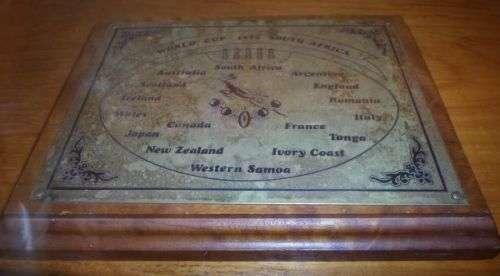 WORLD CUP 1995 SOUTH AFRICA
South Africa
Australia Argentina
Scotland England
Ireland Rumania
Wales Italy
Canada France
Japan Tonga
New Zealand Ivory Coast
Western Samoa